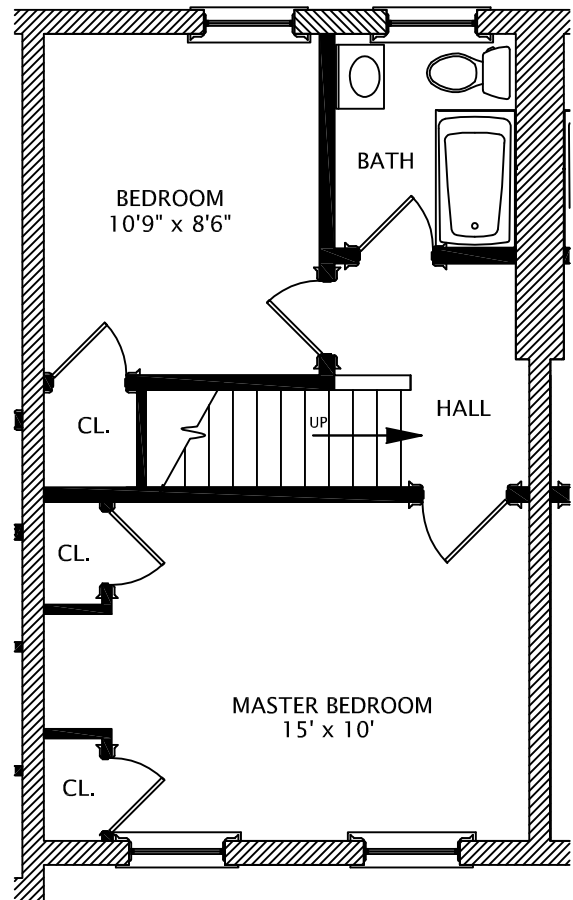 BATH
BEDROOM
10'9" x 8'6"
CL.
UP
HALL
CL.
MASTER BEDROOM
15' x 10'
CL.